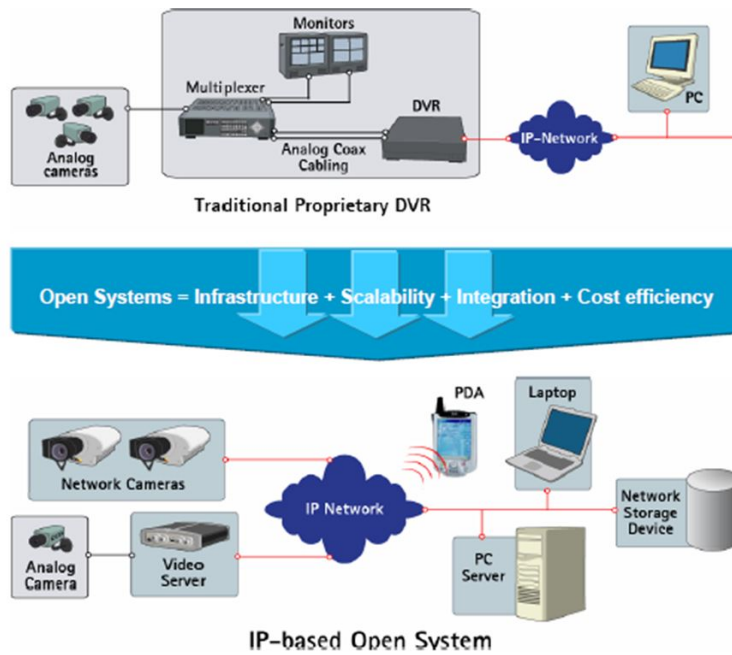 Monitors
Multiplexer
DVR
PC
Analog
cameras
Analog Coax
Cabling
IP-Network
Traditional Proprietary DVR
Open Systems = Infrastructure + Scalability + Integration + Cost efficiency
PDA
Laptop
Network Cameras
IP Network
Network
Storage
Device
Analog
Camera
Video
Server
PC
Server
IP-based Open System